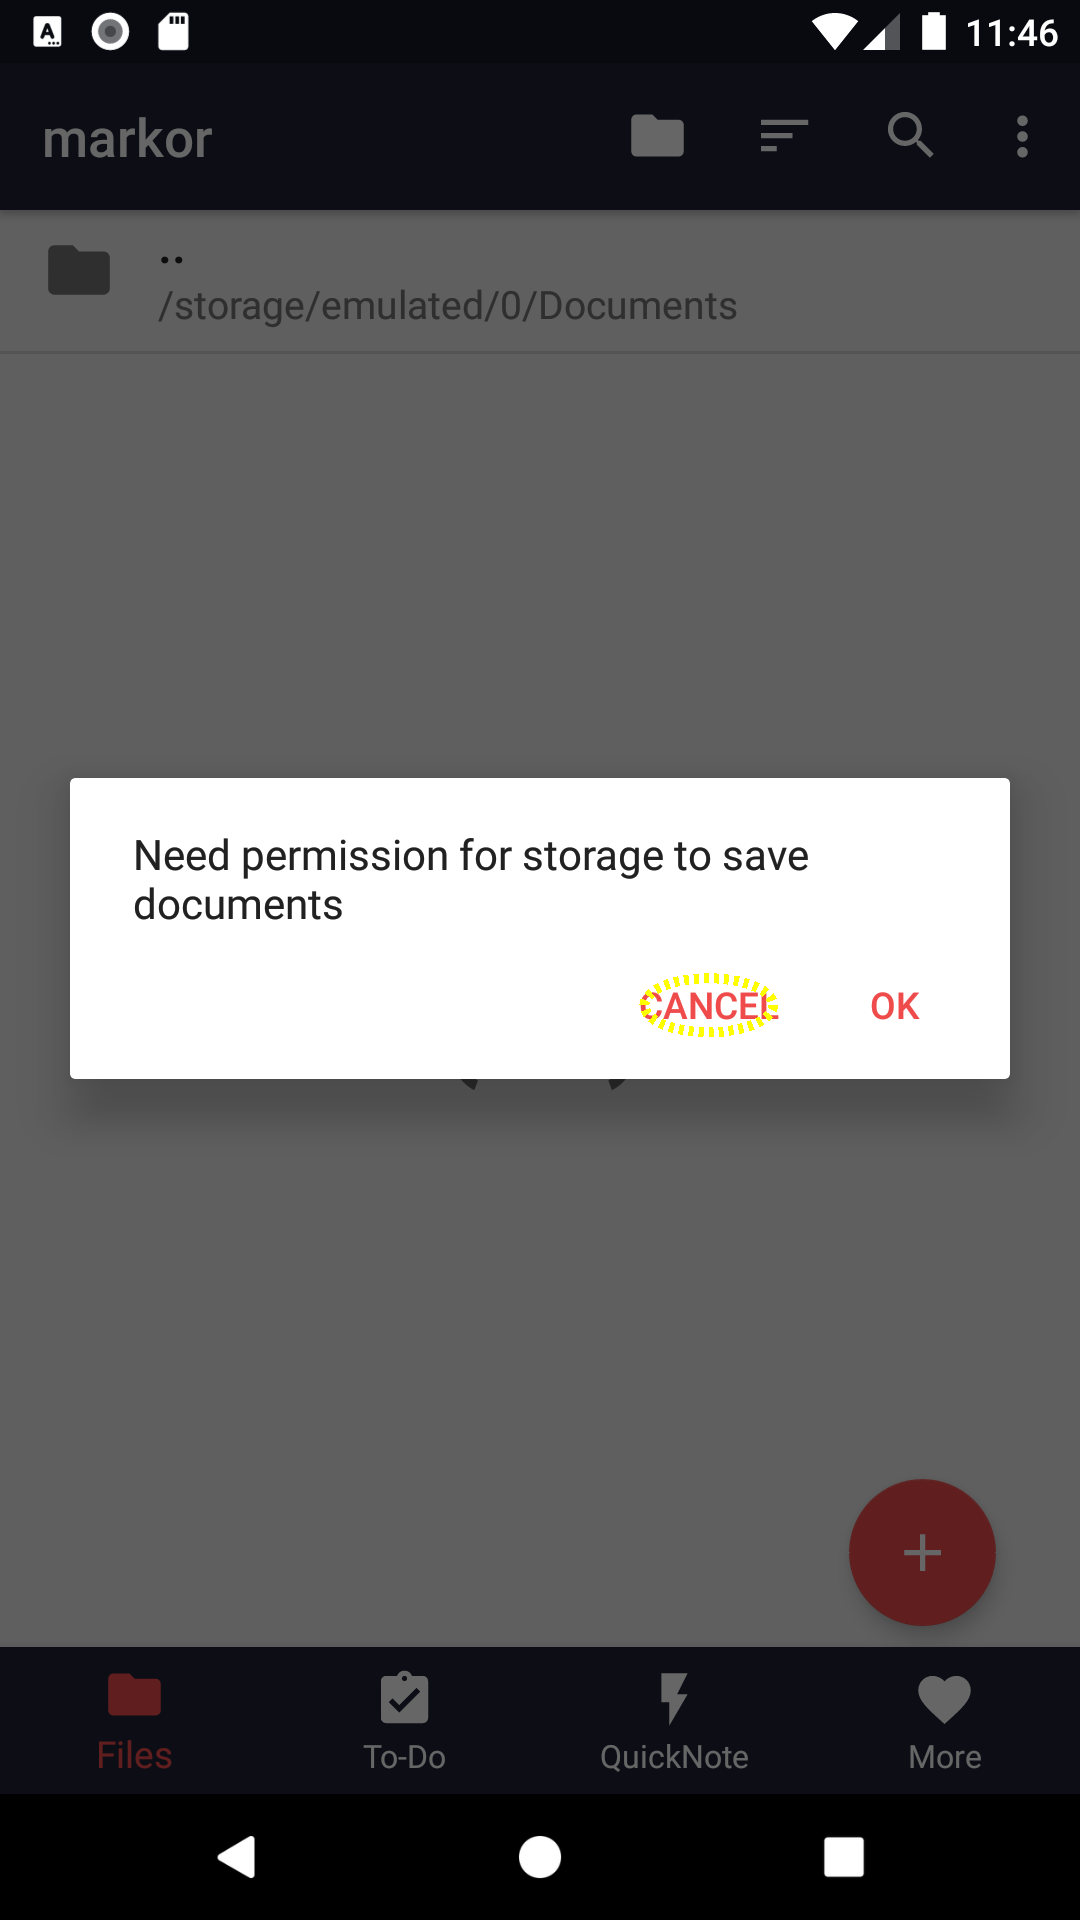 11:46
markor
..
/storage/emulated/0/Documents
Need permission for storage to save
documents
CANCEL OK
Files To-Do QuickNote More